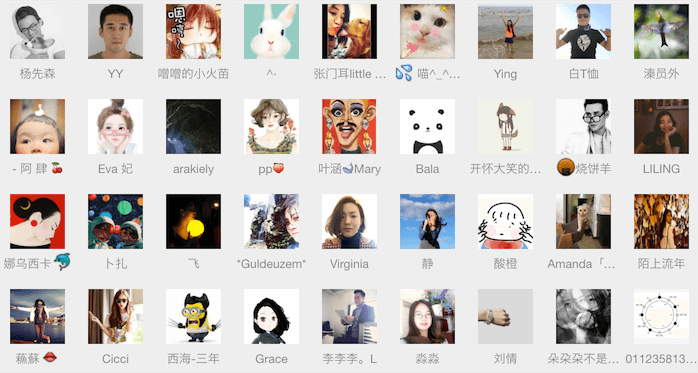 杨先森
YY
噌噌的小火苗
^·
张门耳little ...
💦 喵^_^...
Ying
白T恤
溱员外
嗯嗯~
- 阿 肆🍒
Eva 妃
arakiely
pp🍑
叶涵🌙Mary
Bala
开怀大笑的...
🍘烧饼羊
LILING
娜乌西卡🐬
卜扎
飞
*Guldeuzem*
Virginia
静
酸橙
Amanda「...
陌上流年
蘓蘇👄
Cicci
西海-三年
Grace
李李李。L
淼淼
刘情
朵朵朵不是...
011235813...